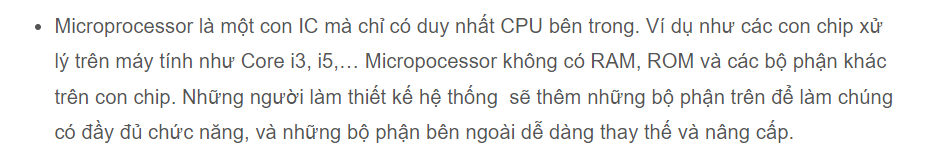 • Microprocessor là một con IC mà chỉ có duy nhất CPU bên trong. Ví dụ như các con chip xử
lý trên máy tính như Core i3, i5,… Micropocessor không có RAM, ROM và các bộ phận khác
trên con chip. Những người làm thiết kế hệ thống  sẽ thêm những bộ phận trên để làm chúng
có đầy đủ chức năng, và những bộ phận bên ngoài dễ dàng thay thế và nâng cấp.